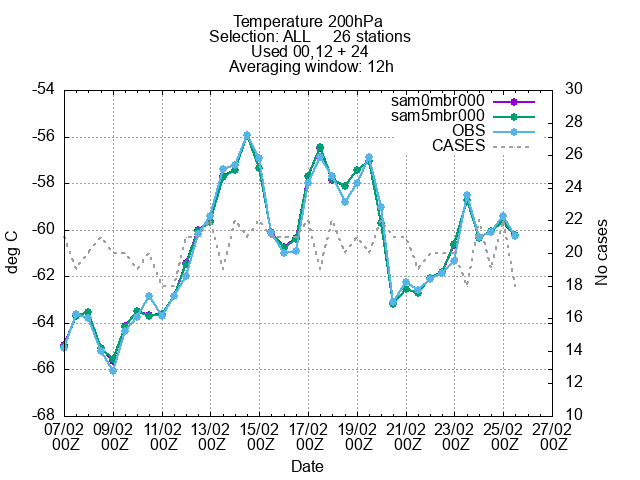 Temperature 200hPa
Selection: ALL 26 stations
Used 00,12 + 24
Averaging window: 12h
sam0mbr000
sam5mbr000
OBS
CASES
deg C
-54
-56
-58
-60
-62
-64
-66
-68
No cases
30
28
26
24
22
20
18
16
14
12
10
07/02 09/02 11/02 13/02 15/02 17/02 19/02 21/02 23/02 25/02 27/02
00Z 00Z 00Z 00Z 00Z 00Z 00Z 00Z 00Z 00Z 00Z
Date